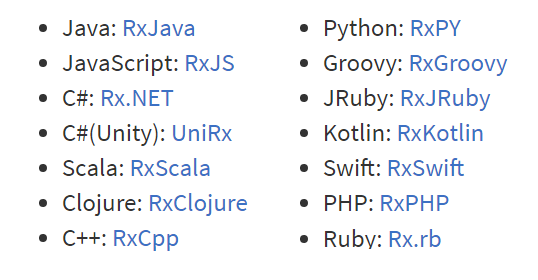 Java: RxJava
JavaScript: RxJS
C#: Rx.NET
C#(Unity): UniRx
Scala: RxScala
Clojure: RxClojure
C++: RxCpp
Python: RxPY
Groovy: RxGroovy
JRuby: RxJRuby
Kotlin: RxKotlin
Swift: RxSwift
PHP: RxPHP
Ruby: Rx.rb